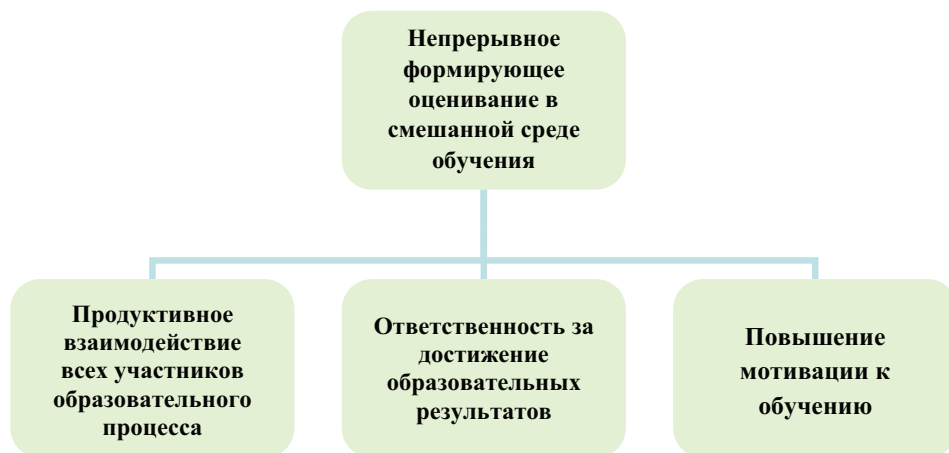 Непрерывное
формирующее
оценивание в
смешанной среде
обучения
Продуктивное
взаимодействие
всех участников
образовательного
процесса
Ответственность за
достижение
образовательных
результатов
Повышение
мотивации к
обучению